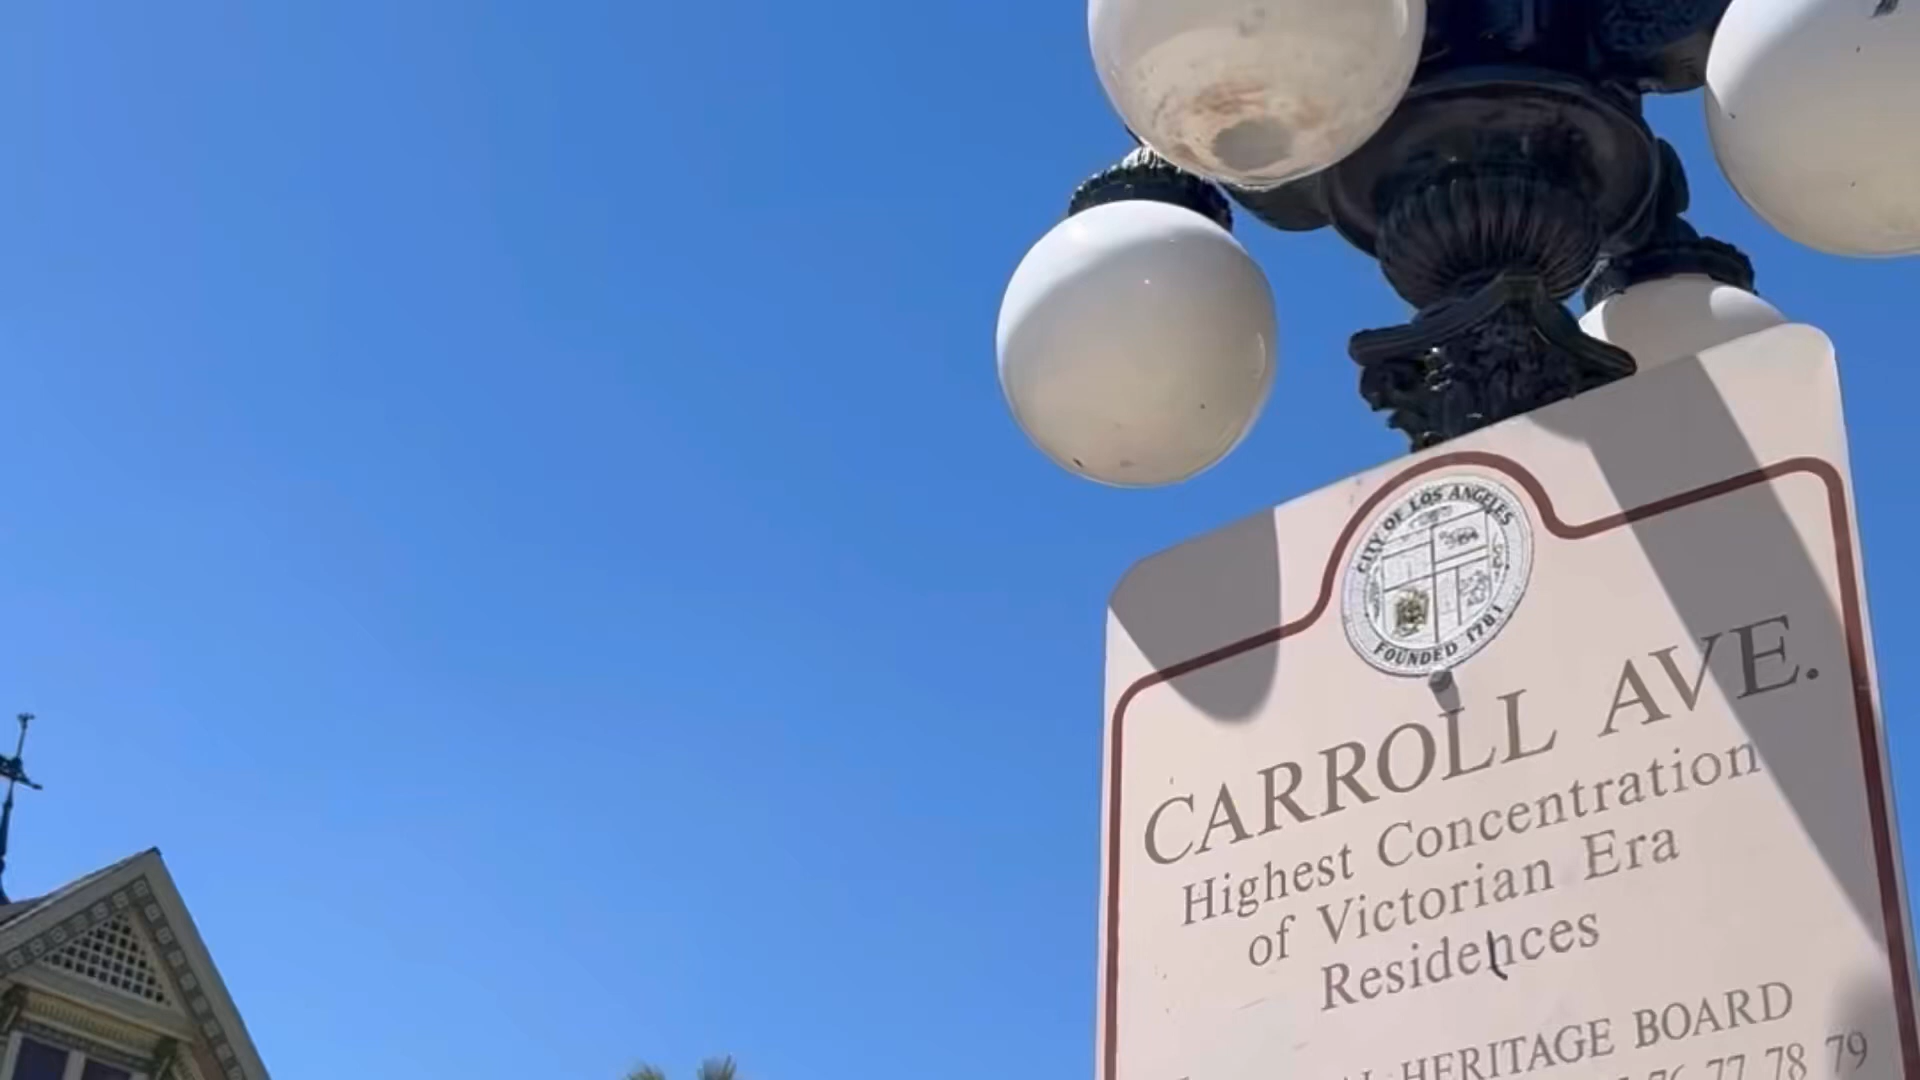 CITY OF LOS ANGELES
FOUNDED 1781
CARROLL AVE.
Highest Concentration
of Victorian Era
Residences
HERITAGE BOARD
77 78 79